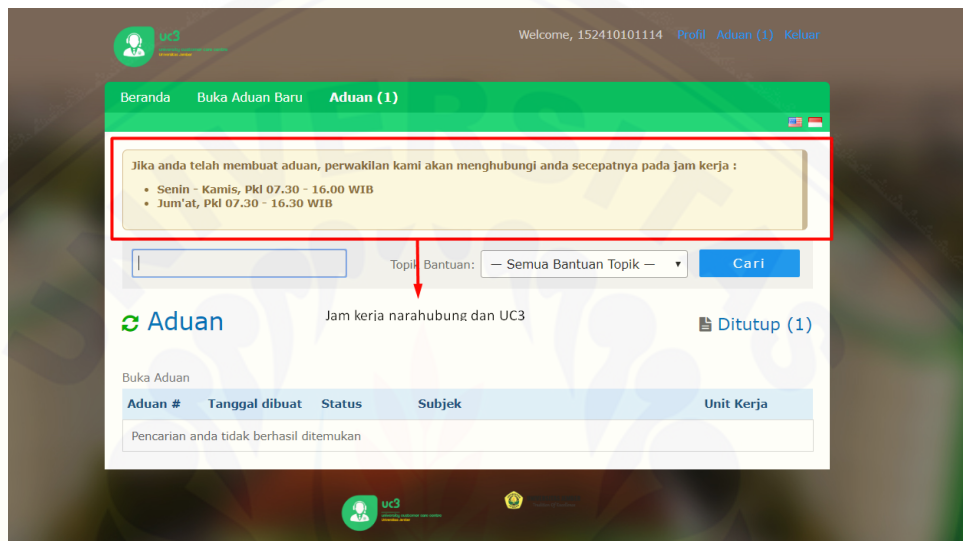 uc3
Welcome, 152410101114 Profil Aduan (1) Keluar
Beranda Buka Aduan Baru Aduan (1)
Jika anda telah membuat aduan, perwakilan kami akan menghubungi anda secepatnya pada jam kerja :
• Senin - Kamis, Pkl 07.30 - 16.00 WIB
• Jum'at, Pkl 07.30 - 16.30 WIB
Topik Bantuan: — Semua Bantuan Topik — Cari
Jam kerja narahubung dan UC3
Aduan Ditutup (1)
Buka Aduan
Aduan # Tanggal dibuat Status Subjek Unit Kerja
Pencarian anda tidak berhasil ditemukan
uc3
UNIVERSITAS